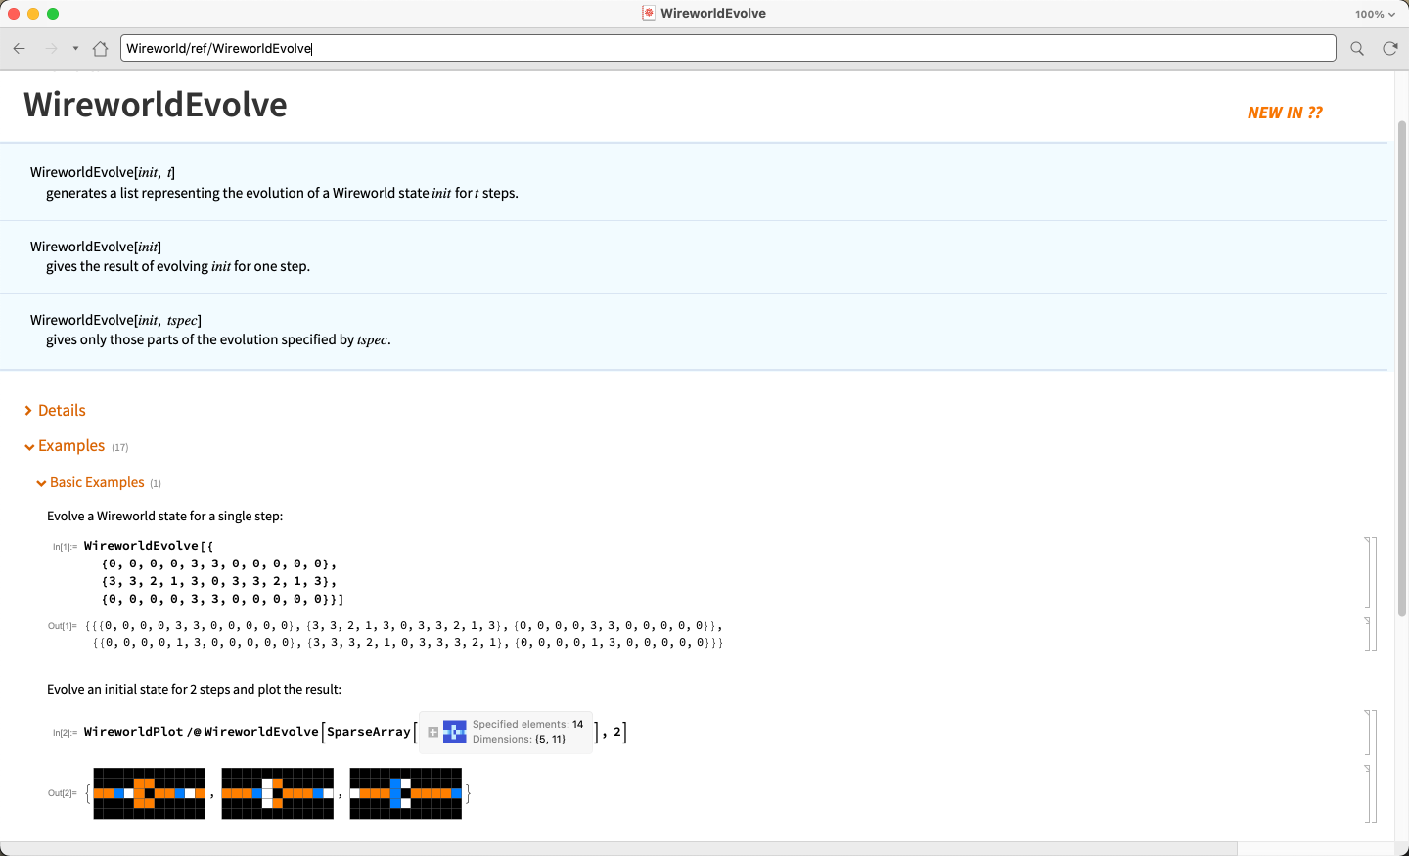 WireworldEvolve
100%
Wireworld/ref/WireworldEvolve
WireworldEvolve
NEW IN ??
WireworldEvolve[init, t]
generates a list representing the evolution of a Wireworld state init for t steps.
WireworldEvolve[init]
gives the result of evolving init for one step.
WireworldEvolve[init, tspec]
gives only those parts of the evolution specified by tspec.
Details
Examples (17)
Basic Examples (1)
Evolve a Wireworld state for a single step:
In[1]:= WireworldEvolve[{
{0, 0, 0, 0, 3, 3, 0, 0, 0, 0, 0},
{3, 3, 2, 1, 3, 0, 3, 3, 2, 1, 3},
{0, 0, 0, 0, 3, 3, 0, 0, 0, 0, 0}}]
Out[1]= {{{0, 0, 0, 0, 3, 3, 0, 0, 0, 0, 0}, {3, 3, 2, 1, 3, 0, 3, 3, 2, 1, 3}, {0, 0, 0, 0, 3, 3, 0, 0, 0, 0, 0}},
{{0, 0, 0, 0, 1, 3, 0, 0, 0, 0, 0}, {3, 3, 3, 2, 1, 0, 3, 3, 3, 2, 1}, {0, 0, 0, 0, 1, 3, 0, 0, 0, 0, 0}}}
Evolve an initial state for 2 steps and plot the result:
In[2]:= WireworldPlot /@ WireworldEvolve[SparseArray[ Specified elements: 14
Dimensions: {5, 11} ], 2]
Out[2]= { , , }